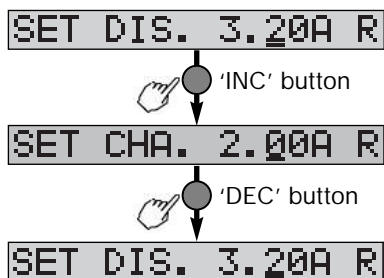 SET DIS. 3.20A R
'INC' button
SET CHA. 2.00A R
'DEC' button
SET DIS. 3.20A R